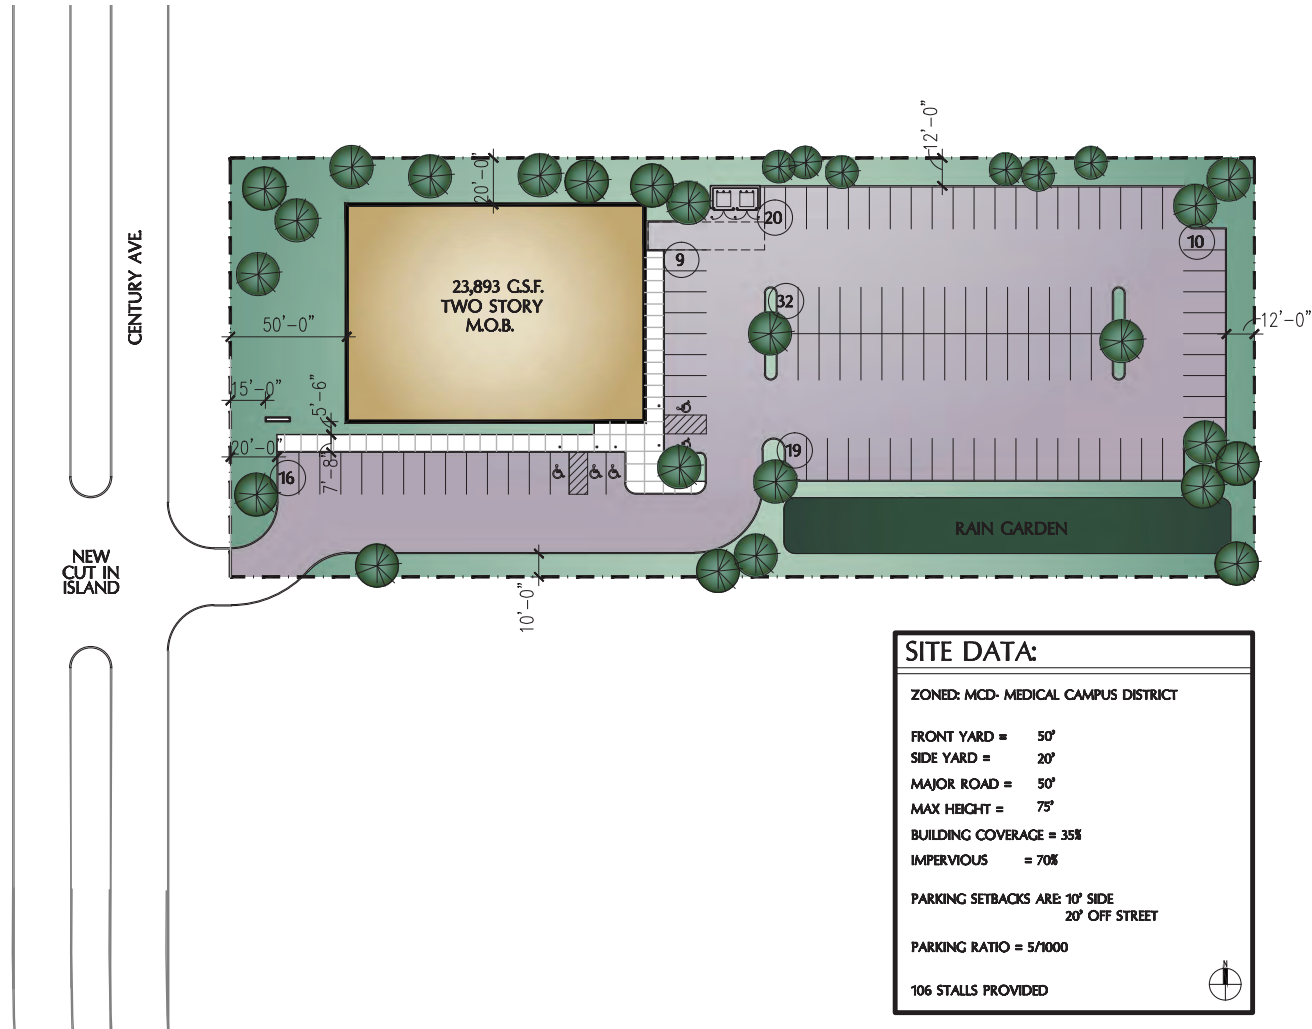 12'-0"
20'-0"
20
10
9
CENTURY AVE.
23,893 G.S.F.
TWO STORY
M.O.B.
32
50'-0"
12'-0"
15'-0"
5'-6"
20'-0"
7'-8"
16
19
RAIN GARDEN
NEW
CUT IN
ISLAND
10'-0"
SITE DATA:
ZONED: MCD- MEDICAL CAMPUS DISTRICT
FRONT YARD = 50'
SIDE YARD = 20'
MAJOR ROAD = 50'
MAX HEIGHT = 75'
BUILDING COVERAGE = 35%
IMPERVIOUS = 70%
PARKING SETBACKS ARE: 10' SIDE
20' OFF STREET
PARKING RATIO = 5/1000
N
106 STALLS PROVIDED